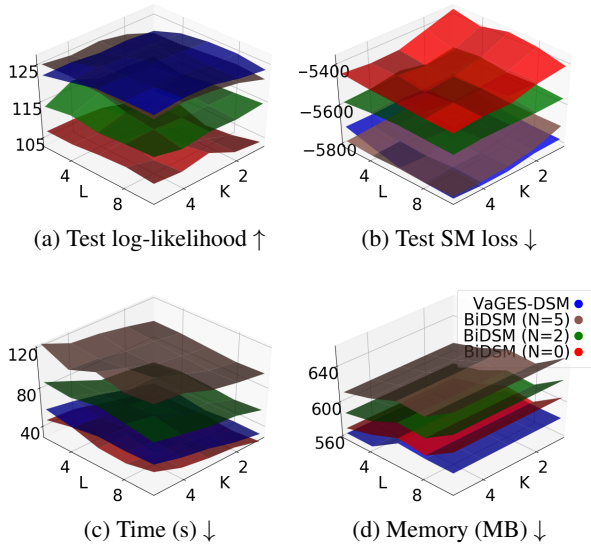 125
115
105
4
8
L
4
2
K
(a) Test log-likelihood ↑
−5400
−5600
−5800
4
8
L
4
2
K
(b) Test SM loss ↓
120
80
40
4
8
L
4
2
K
(c) Time (s) ↓
VaGES-DSM
BiDSM (N=5)
BiDSM (N=2)
BiDSM (N=0)
640
600
560
4
8
L
4
2
K
(d) Memory (MB) ↓